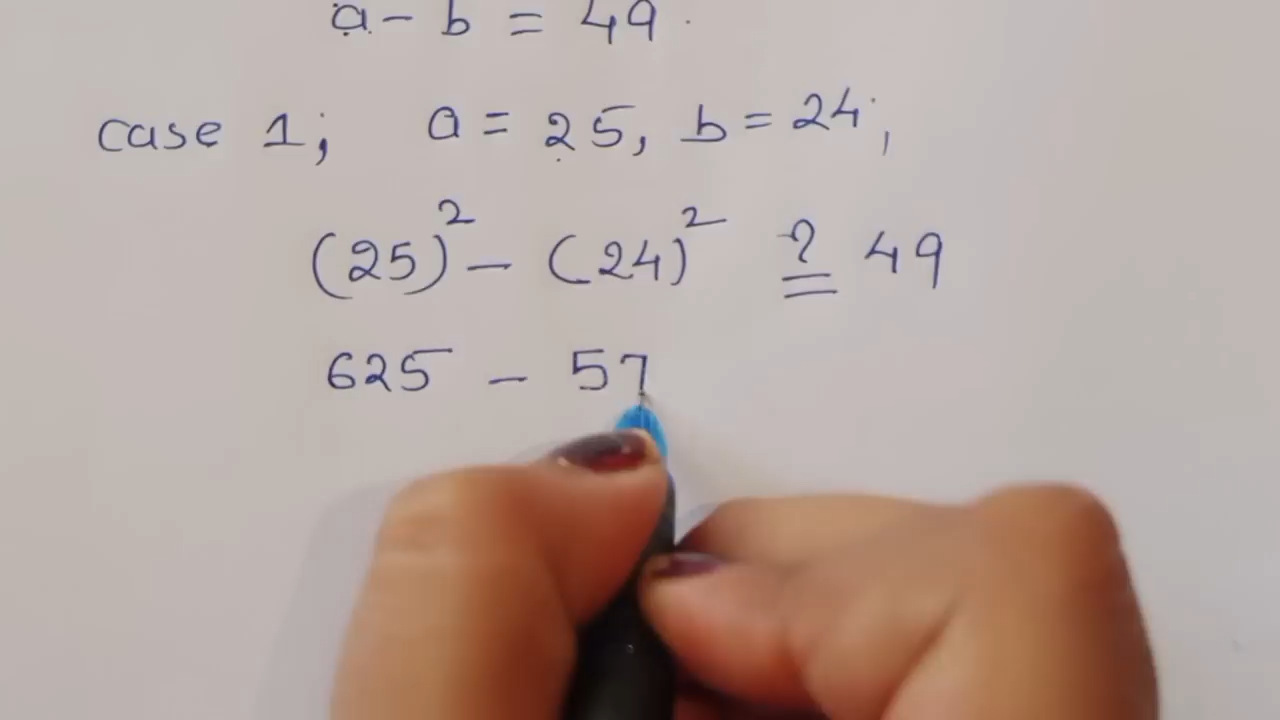 a - b = 49
case 1; a = 25, b = 24,
(25)² - (24)² ≟ 49
625 - 57